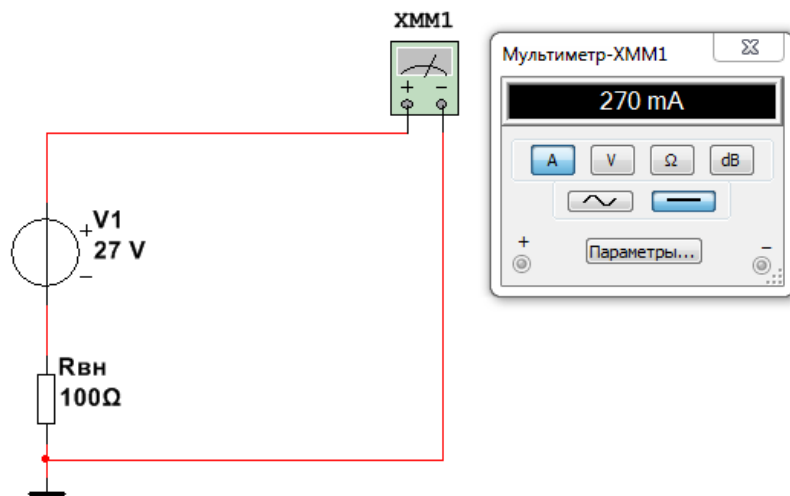 XMM1
+ −
V1
27 V
+
−
Rвн
100Ω
Мультиметр-XMM1
270 mA
A V Ω dB
+ Параметры... −